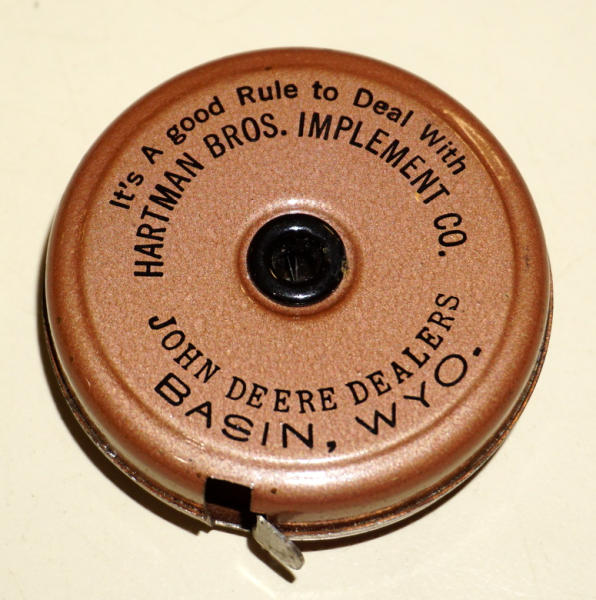 It's A good Rule to Deal With
HARTMAN BROS. IMPLEMENT CO.
JOHN DEERE DEALERS
BASIN, WYO.